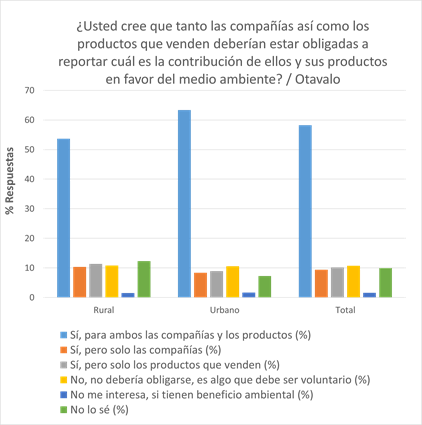 ¿Usted cree que tanto las compañías así como los
productos que venden deberían estar obligadas a
reportar cuál es la contribución de ellos y sus productos
en favor del medio ambiente? / Otavalo
% Respuestas
70
60
50
40
30
20
10
0
Rural
Urbano
Total
Sí, para ambos las compañías y los productos (%)
Sí, pero solo las compañías (%)
Sí, pero solo los productos que venden (%)
No, no debería obligarse, es algo que debe ser voluntario (%)
No me interesa, si tienen beneficio ambiental (%)
No lo sé (%)